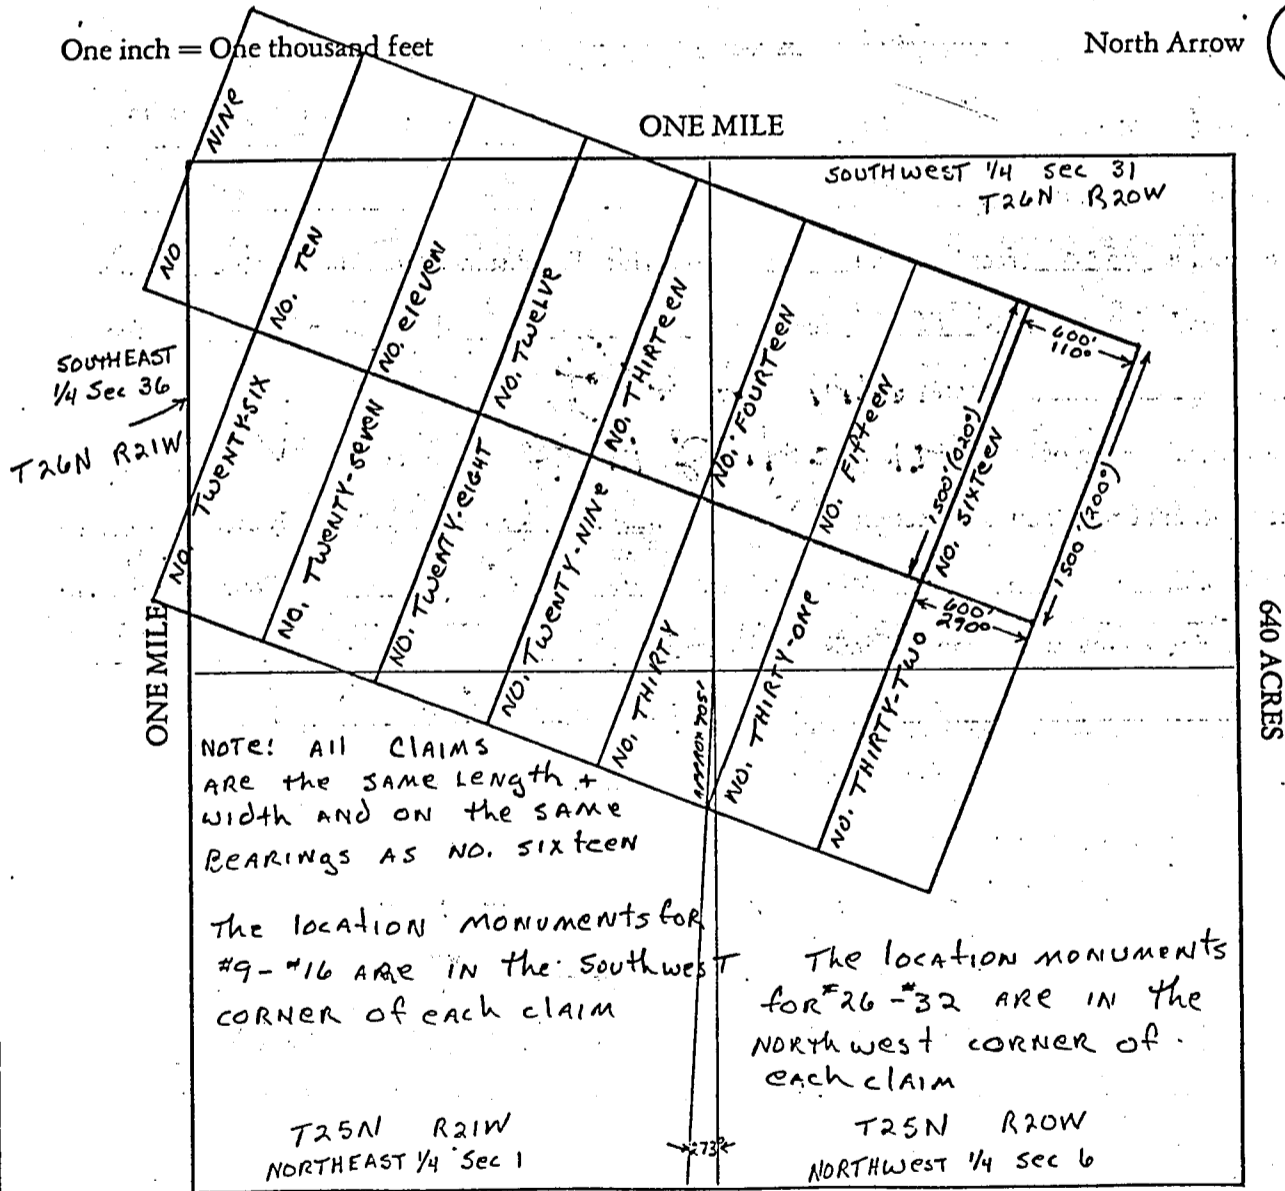 One inch = One thousand feet
North Arrow
ONE MILE
SOUTHWEST 1/4 SEC 31
T26N R20W
NO NINE
NO. TEN
NO. ELEVEN
NO. TWELVE
NO. THIRTEEN
NO. FOURTEEN
NO. FIFTEEN
NO. SIXTEEN
1500' (020°)
600'
110°
1500' (200°)
600'
290°
SOUTHEAST
1/4 Sec 36
T26N R21W
NO. TWENTY-SIX
NO. TWENTY-SEVEN
NO. TWENTY-EIGHT
NO. TWENTY-NINE
NO. THIRTY
NO. THIRTY-ONE
NO. THIRTY-TWO
APPROX 705'
ONE MILE
640 ACRES
NOTE! All CLAIMS
ARE the SAME LENgth +
width AND ON the SAME
BEARINgs AS NO. SIXteen
The locATION MONUMENTS foR
#9-#16 ARE IN the Southwest
CORNER of each claim
The locATION MONUMENTS
foR #26-#32 ARE IN the
NORTHwest CORNER of
each claim
T25N R21W
NORTHEAST 1/4 Sec 1
273'
T25N R20W
NORTHWEST 1/4 Sec 6